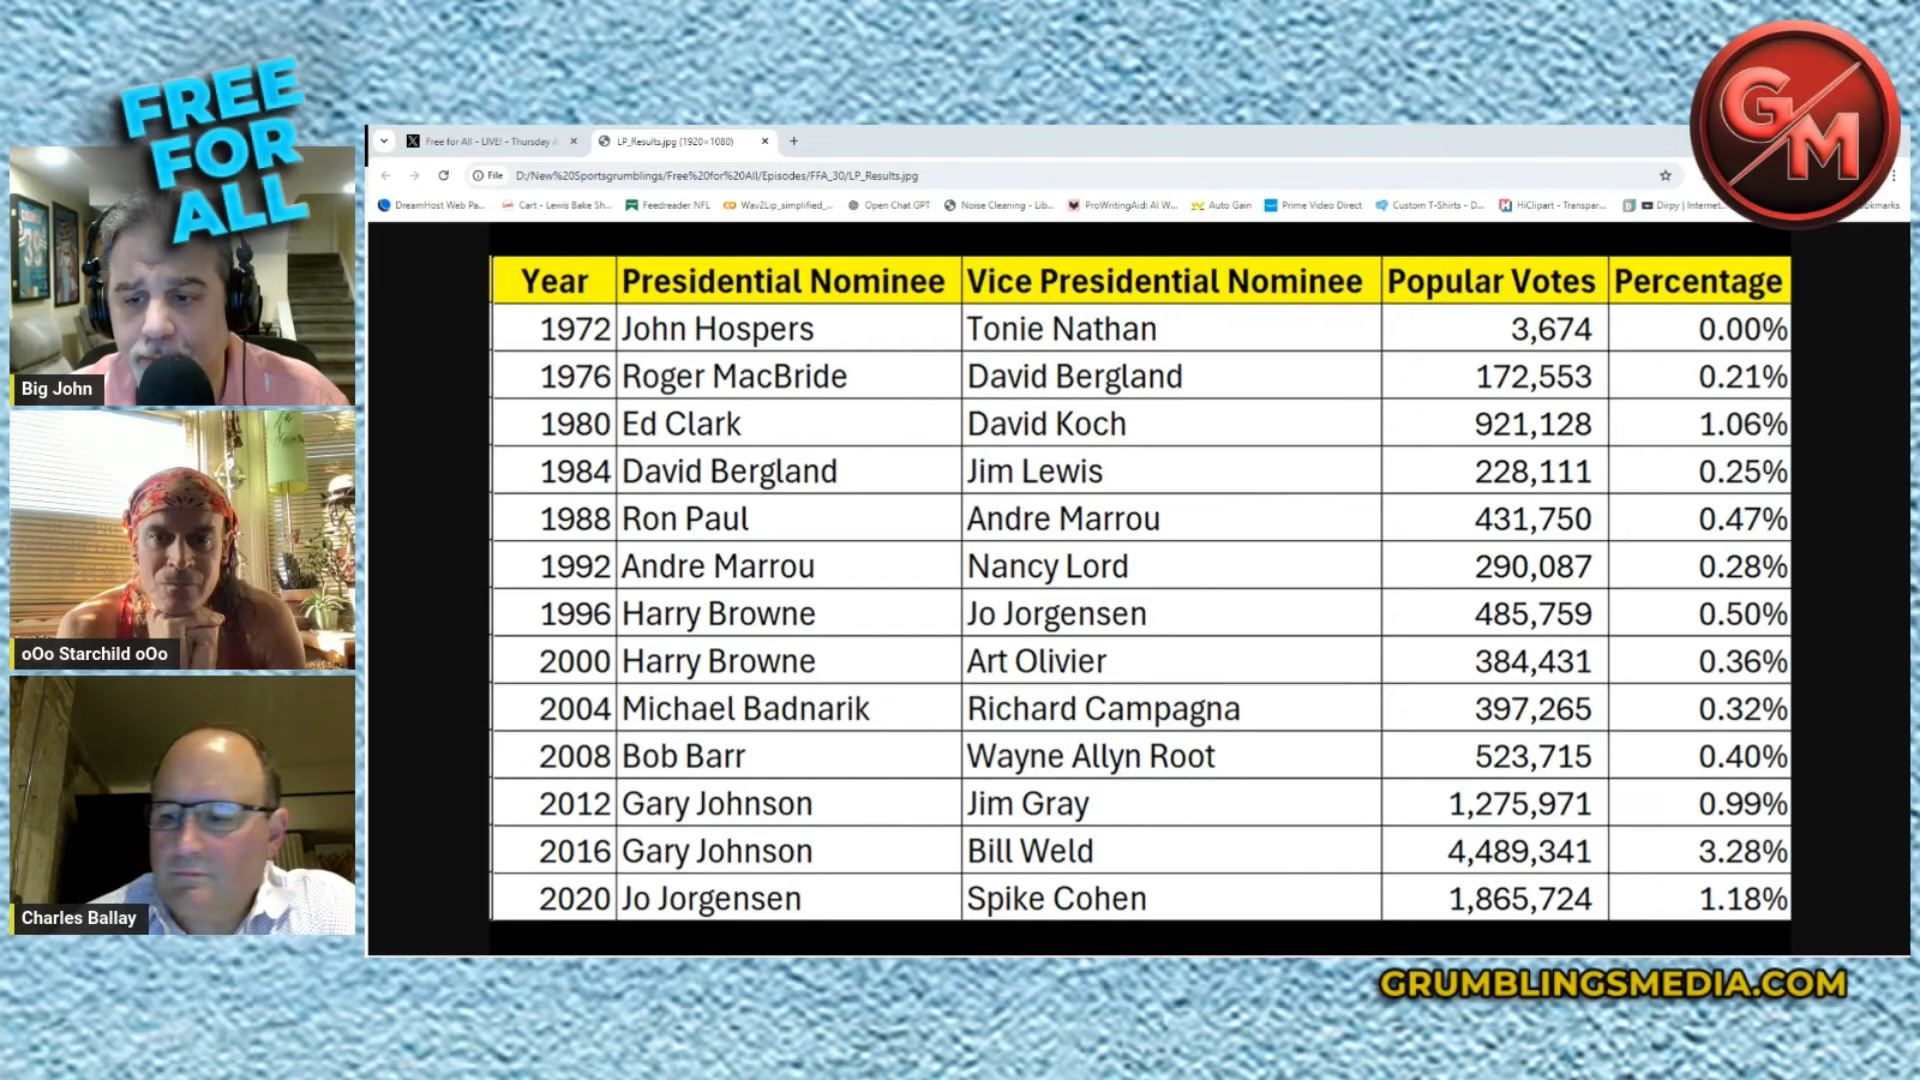 FREE
FOR
ALL
GM
Free for All - LIVE! - Thursday
LP_Results.jpg (1920×1080)
File D:/New%20Sportsgrumblings/Free%20for%20All/Episodes/FFA_30/LP_Results.jpg
DreamHost Web Pa... Cart - Lewis Bake Sh... Feedreader NFL Wav2Lip_simplified_... Open Chat GPT Noise Cleaning - Lib... ProWritingAid: AI W... Auto Gain Prime Video Direct Custom T-Shirts - D... HiClipart - Transpar... Dirpy | Internet...
Year Presidential Nominee Vice Presidential Nominee Popular Votes Percentage
1972 John Hospers Tonie Nathan 3,674 0.00%
1976 Roger MacBride David Bergland 172,553 0.21%
1980 Ed Clark David Koch 921,128 1.06%
1984 David Bergland Jim Lewis 228,111 0.25%
1988 Ron Paul Andre Marrou 431,750 0.47%
1992 Andre Marrou Nancy Lord 290,087 0.28%
1996 Harry Browne Jo Jorgensen 485,759 0.50%
2000 Harry Browne Art Olivier 384,431 0.36%
2004 Michael Badnarik Richard Campagna 397,265 0.32%
2008 Bob Barr Wayne Allyn Root 523,715 0.40%
2012 Gary Johnson Jim Gray 1,275,971 0.99%
2016 Gary Johnson Bill Weld 4,489,341 3.28%
2020 Jo Jorgensen Spike Cohen 1,865,724 1.18%
Big John
oOo Starchild oOo
Charles Ballay
GRUMBLINGSMEDIA.COM